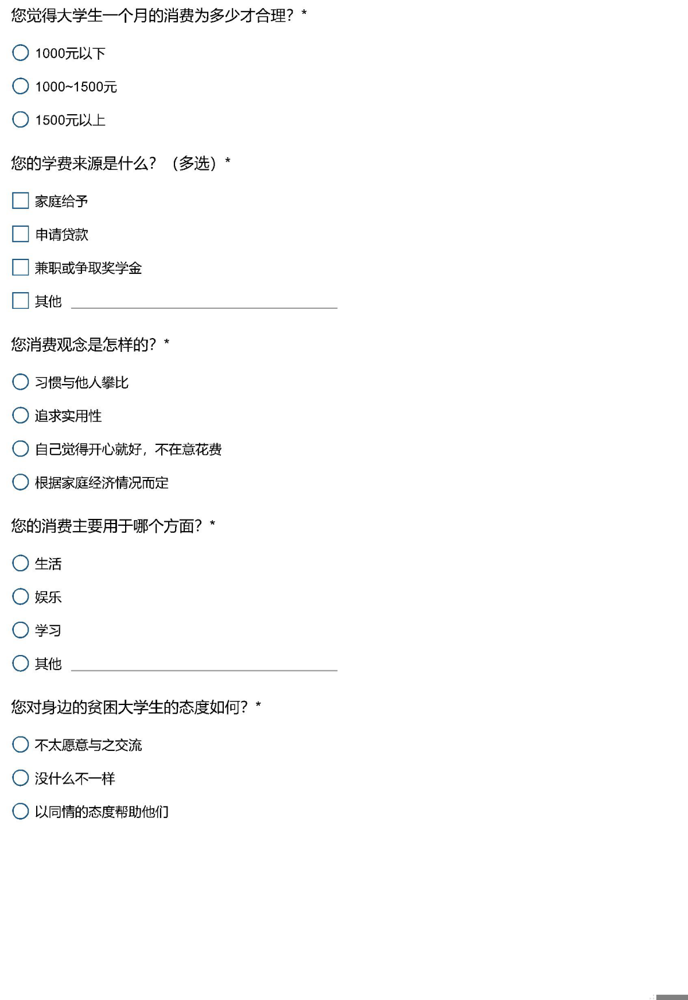 您觉得大学生一个月的消费为多少才合理？*
1000元以下
1000~1500元
1500元以上
您的学费来源是什么？（多选）*
家庭给予
申请贷款
兼职或争取奖学金
其他
您消费观念是怎样的？*
习惯与他人攀比
追求实用性
自己觉得开心就好，不在意花费
根据家庭经济情况而定
您的消费主要用于哪个方面？*
生活
娱乐
学习
其他
您对身边的贫困大学生的态度如何？*
不太愿意与之交流
没什么不一样
以同情的态度帮助他们